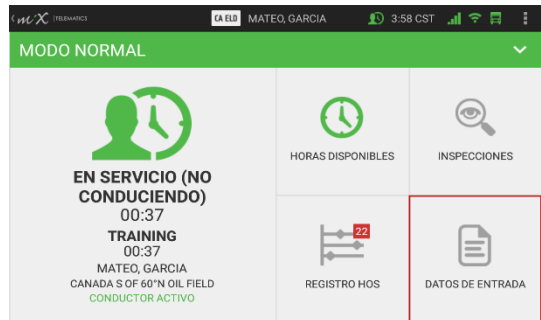 mX TELEMATICS
CA ELD MATEO, GARCIA 3:58 CST
MODO NORMAL
EN SERVICIO (NO
CONDUCIENDO)
00:37
TRAINING
00:37
MATEO, GARCIA
CANADA S OF 60°N OIL FIELD
CONDUCTOR ACTIVO
HORAS DISPONIBLES
INSPECCIONES
22
REGISTRO HOS
DATOS DE ENTRADA